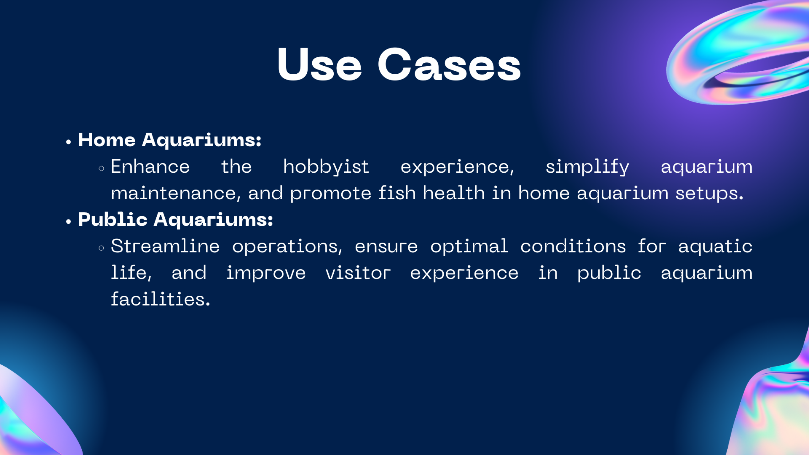 Use Cases
• Home Aquariums:
◦ Enhance the hobbyist experience, simplify aquarium
maintenance, and promote fish health in home aquarium setups.
• Public Aquariums:
◦ Streamline operations, ensure optimal conditions for aquatic
life, and improve visitor experience in public aquarium
facilities.